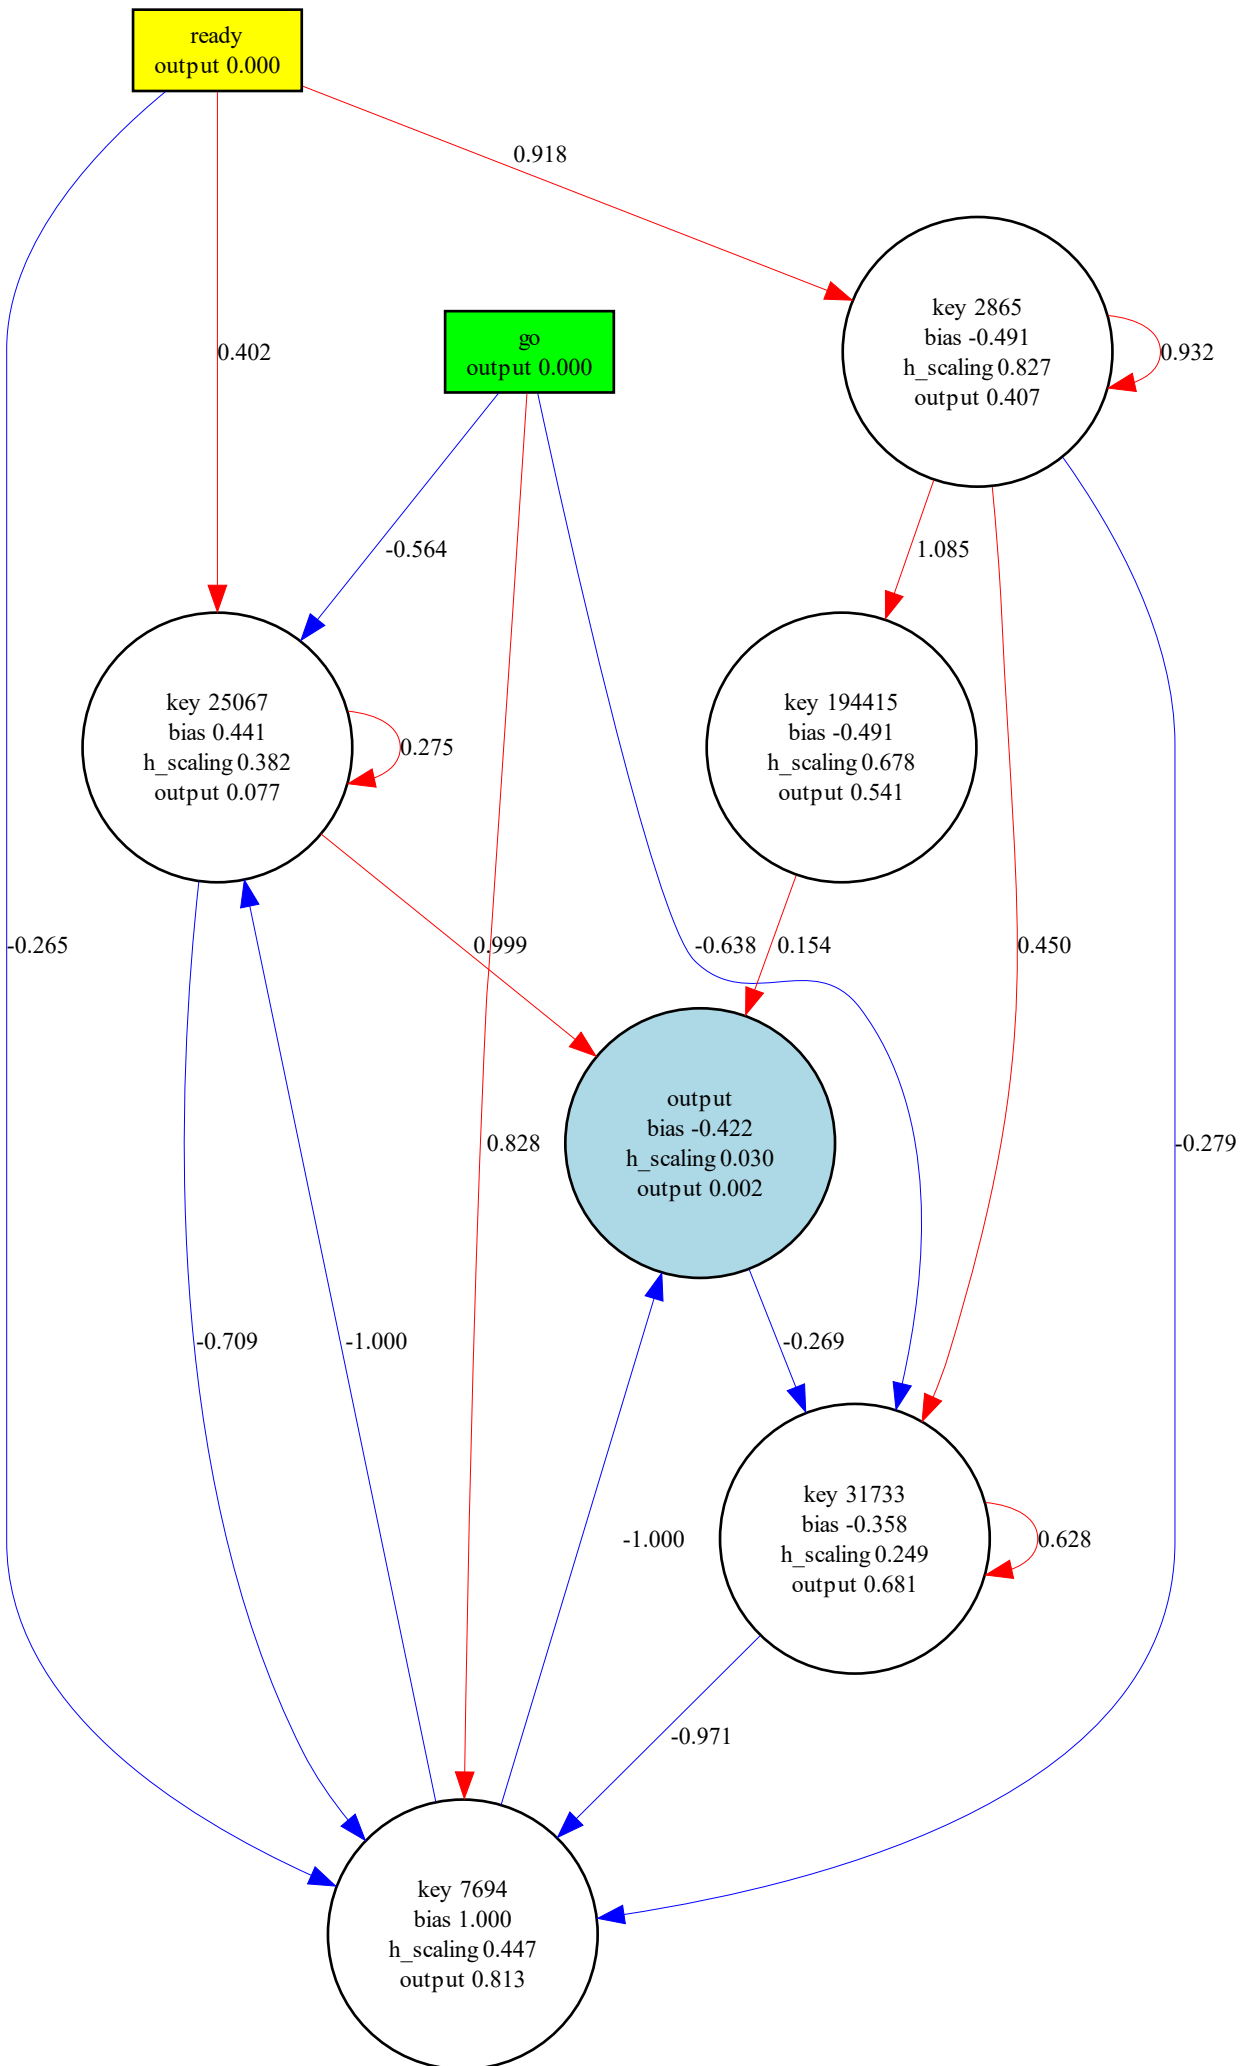 ready
output 0.000
0.918
go
output 0.000
key 2865
bias -0.491
h_scaling 0.827
output 0.407
0.932
0.402
-0.564
1.085
key 25067
bias 0.441
h_scaling 0.382
output 0.077
0.275
key 194415
bias -0.491
h_scaling 0.678
output 0.541
-0.265
0.999
-0.638
0.154
0.450
output
bias -0.422
h_scaling 0.030
output 0.002
0.828
-0.279
-0.709
-1.000
-0.269
key 31733
bias -0.358
h_scaling 0.249
output 0.681
-1.000
0.628
-0.971
key 7694
bias 1.000
h_scaling 0.447
output 0.813